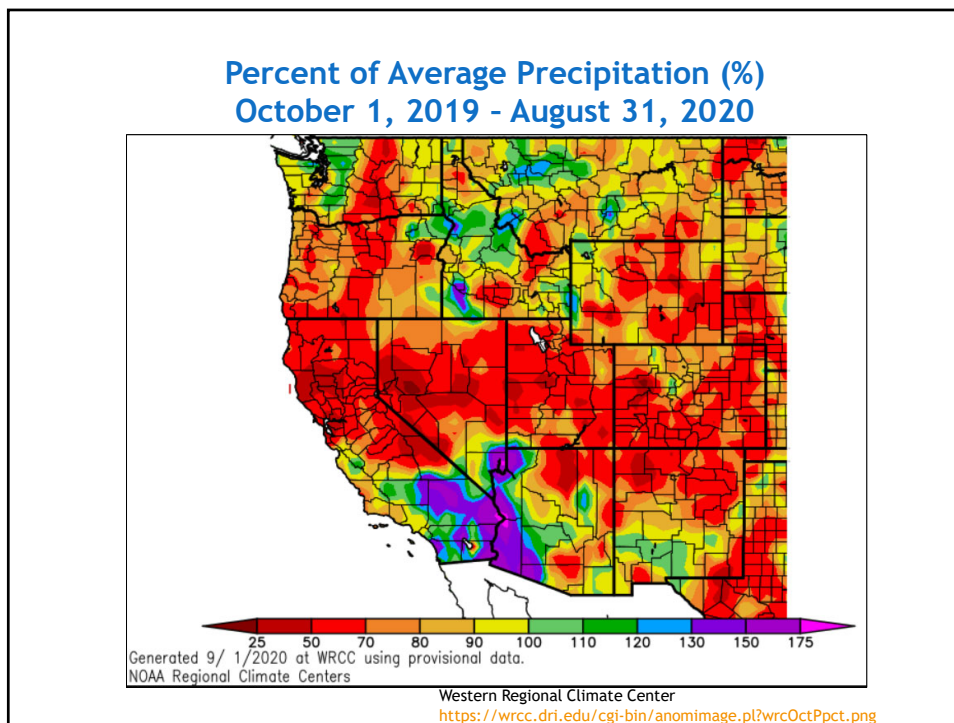 Percent of Average Precipitation (%)
October 1, 2019 – August 31, 2020
25 50 70 80 90 100 110 120 130 150 175
Generated 9/ 1/2020 at WRCC using provisional data.
NOAA Regional Climate Centers
Western Regional Climate Center
https://wrcc.dri.edu/cgi-bin/anomimage.pl?wrcOctPpct.png